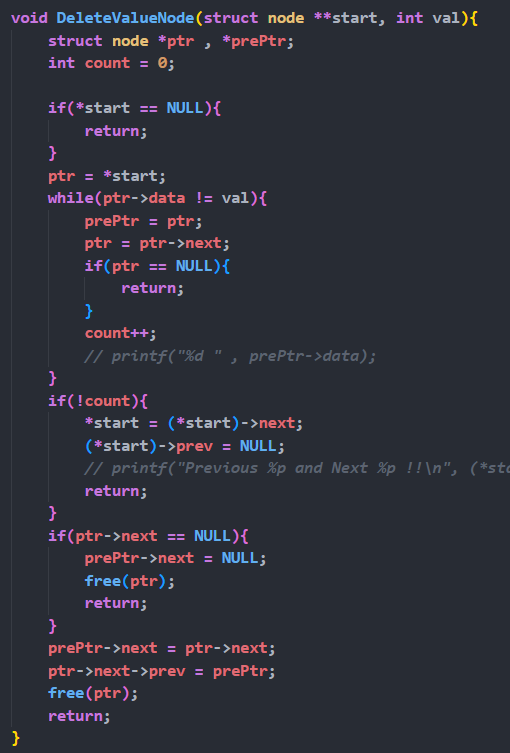 void DeleteValueNode(struct node **start, int val){
    struct node *ptr , *prePtr;
    int count = 0;

    if(*start == NULL){
        return;
    }
    ptr = *start;
    while(ptr->data != val){
        prePtr = ptr;
        ptr = ptr->next;
        if(ptr == NULL){
            return;
        }
        count++;
        // printf("%d " , prePtr->data);
    }
    if(!count){
        *start = (*start)->next;
        (*start)->prev = NULL;
        // printf("Previous %p and Next %p !!\n", (*sta
        return;
    }
    if(ptr->next == NULL){
        prePtr->next = NULL;
        free(ptr);
        return;
    }
    prePtr->next = ptr->next;
    ptr->next->prev = prePtr;
    free(ptr);
    return;
}